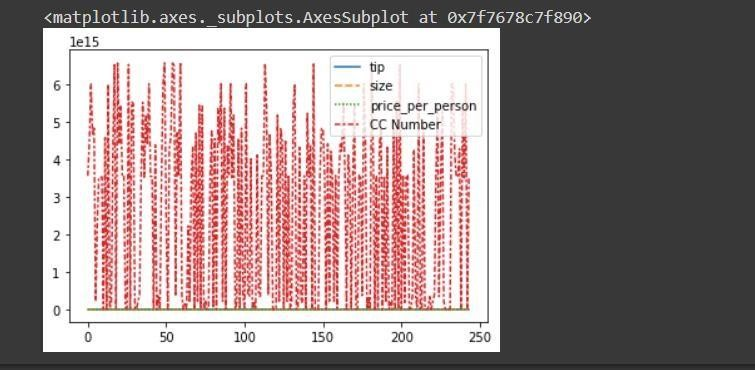 <matplotlib.axes._subplots.AxesSubplot at 0x7f7678c7f890>
1e15
tip
size
price_per_person
CC Number
6
5
4
3
2
1
0
0 50 100 150 200 250